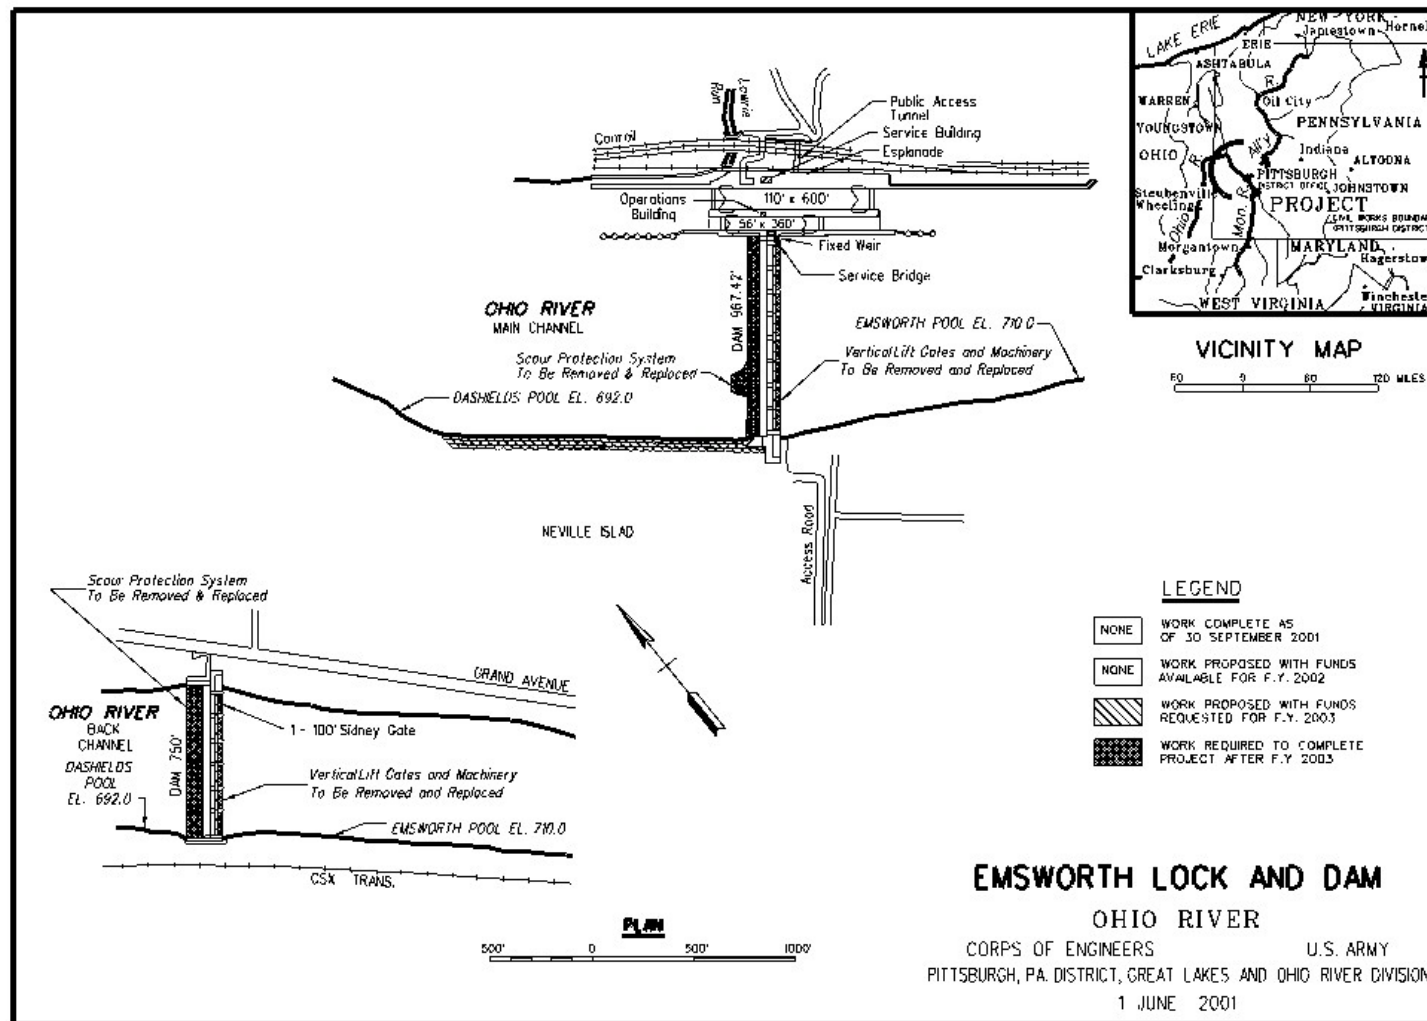 Lowrie
Run
Conrail
Public Access
Tunnel
Service Building
Esplanade
Operations
Building
110' x 600'
56' x 360'
Fixed Weir
Service Bridge
DAM 967.42'
OHIO RIVER
MAIN CHANNEL
Scour Protection System
To Be Removed & Replaced
EMSWORTH POOL EL. 710.0
Vertical Lift Gates and Machinery
To Be Removed and Replaced
DASHIELDS POOL EL. 692.0
NEVILLE ISLAD
Access Road
Scour Protection System
To Be Removed & Replaced
GRAND AVENUE
OHIO RIVER
BACK
CHANNEL
DASHIELDS
POOL
EL. 692.0
DAM 750'
1 - 100' Sidney Gate
Vertical Lift Gates and Machinery
To Be Removed and Replaced
EMSWORTH POOL EL. 710.0
CSX TRANS.
PLAN
500' 0 500' 1000'
LAKE ERIE
NEW YORK
Jamestown
Hornel
ERIE
ASHTABULA
R.
WARREN
Oil City
YOUNGSTOWN
PENNSYLVANIA
All'y
OHIO
R.
Indiana
ALTOONA
PITTSBURGH
DISTRICT OFFICE
JOHNSTOWN
Steubenville
Wheeling
PROJECT
Ohio
Mon. R.
CIVIL WORKS BOUNDA
(PITTSBURGH DISTRICT
Morgantown
MARYLAND
Hagerstow
Clarksburg
Wincheste
WEST VIRGINIA
VIRGINIA
VICINITY MAP
60 0 60 120 MILES
LEGEND
NONE WORK COMPLETE AS
OF 30 SEPTEMBER 2001
NONE WORK PROPOSED WITH FUNDS
AVAILABLE FOR F.Y. 2002
WORK PROPOSED WITH FUNDS
REQUESTED FOR F.Y. 2003
WORK REQUIRED TO COMPLETE
PROJECT AFTER F.Y 2003
EMSWORTH LOCK AND DAM
OHIO RIVER
CORPS OF ENGINEERS U.S. ARMY
PITTSBURGH, PA. DISTRICT, GREAT LAKES AND OHIO RIVER DIVISION
1 JUNE 2001